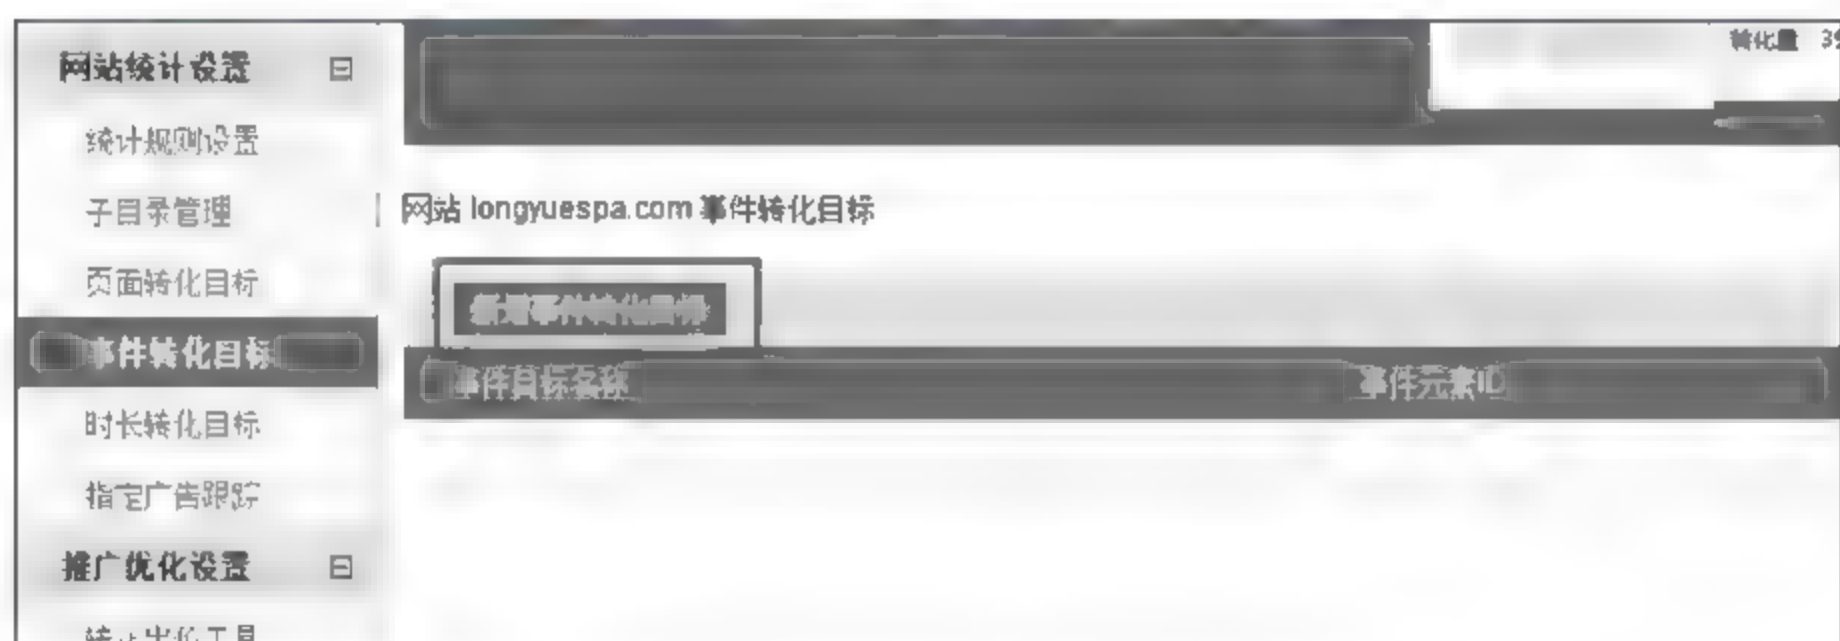 网站统计设置
统计规则设置
子目录管理
页面转化目标
事件转化目标
时长转化目标
指定广告跟踪
推广优化设置
转化量 39
网站 longyuespa.com 事件转化目标
新增事件转化目标
事件目标名称 事件元素ID